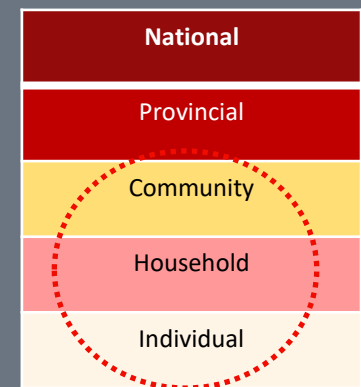 National
Provincial
Community
Household
Individual